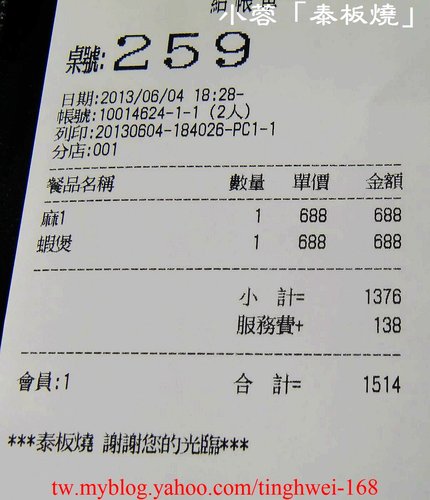 結帳單
小蓉「泰板燒」
桌號:259
日期:2013/06/04 18:28-
帳號:10014624-1-1 (2人)
列印:20130604-184026-PC1-1
分店:001
餐品名稱 數量 單價 金額
麻1 1 688 688
蝦煲 1 688 688
小 計= 1376
服務費+ 138
會員:1 合 計= 1514
***泰板燒 謝謝您的光臨***
tw.myblog.yahoo.com/tinghwei-168